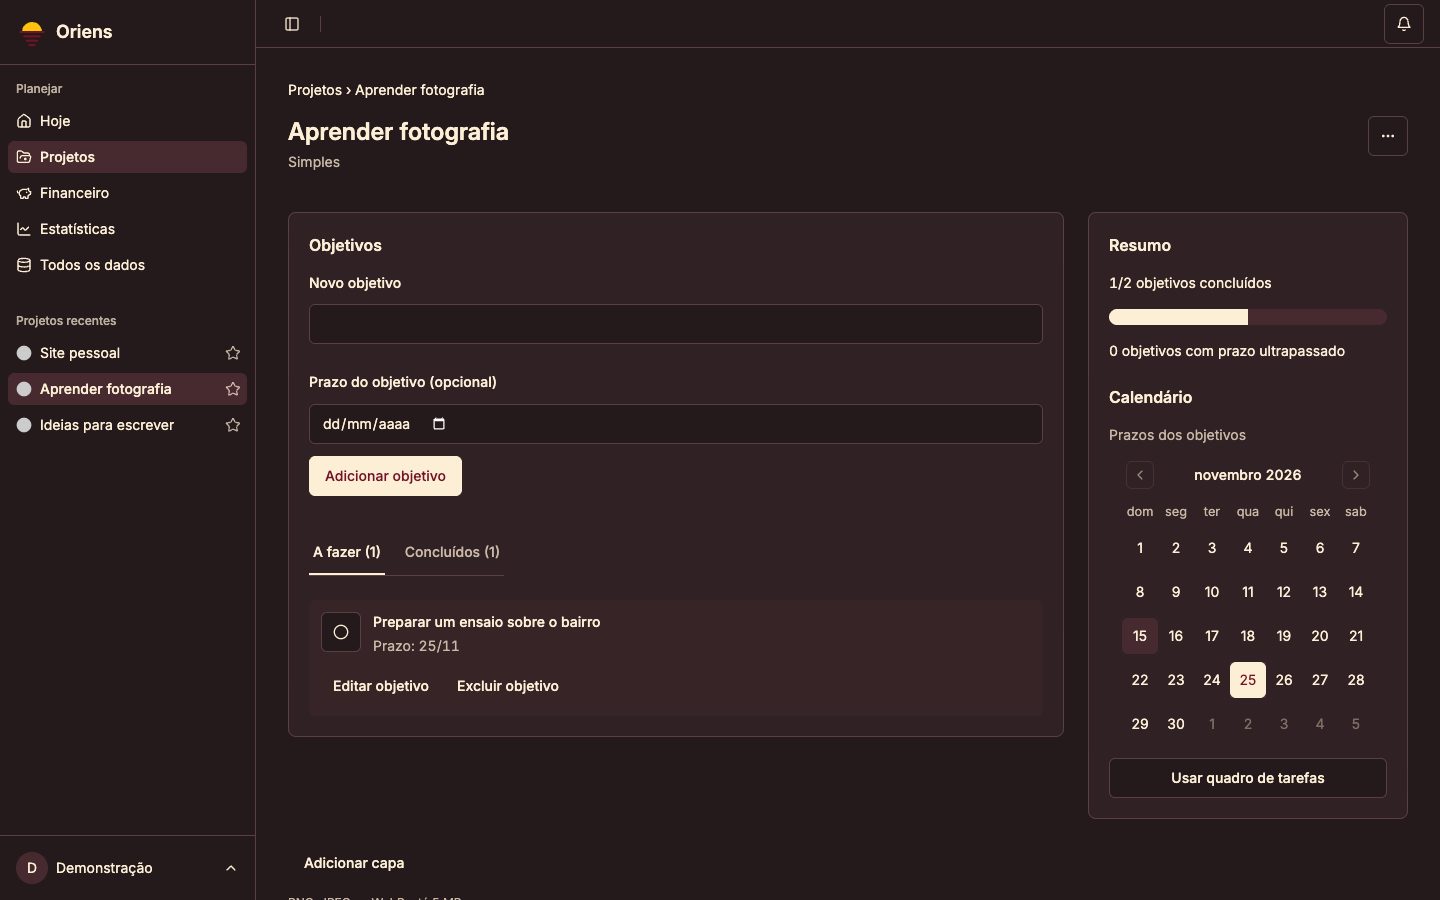 Oriens
Planejar
Hoje
Projetos
Financeiro
Estatísticas
Todos os dados
Projetos recentes
Site pessoal
Aprender fotografia
Ideias para escrever
D Demonstração
Projetos › Aprender fotografia
Aprender fotografia
Simples
Objetivos
Novo objetivo
Prazo do objetivo (opcional)
dd/mm/aaaa
Adicionar objetivo
A fazer (1) Concluídos (1)
Preparar um ensaio sobre o bairro
Prazo: 25/11
Editar objetivo Excluir objetivo
Resumo
1/2 objetivos concluídos
0 objetivos com prazo ultrapassado
Calendário
Prazos dos objetivos
novembro 2026
dom seg ter qua qui sex sab
1 2 3 4 5 6 7
8 9 10 11 12 13 14
15 16 17 18 19 20 21
22 23 24 25 26 27 28
29 30 1 2 3 4 5
Usar quadro de tarefas
Adicionar capa